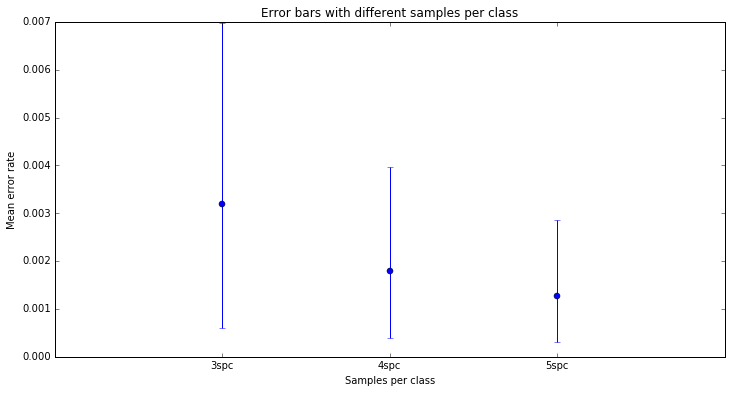 Error bars with different samples per class
0.007
0.006
0.005
0.004
0.003
0.002
0.001
0.000
Mean error rate
3spc 4spc 5spc
Samples per class